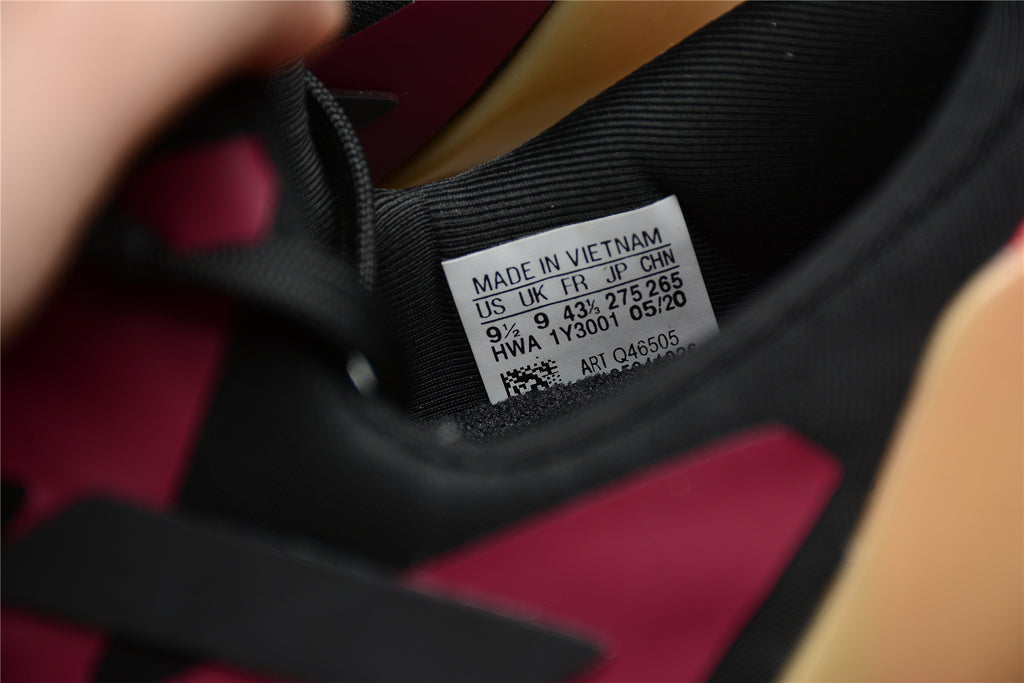 MADE IN VIETNAM
US UK FR JP CHN
9½ 9 43⅓ 275 265
HWA 1Y3001 05/20
ART Q46505